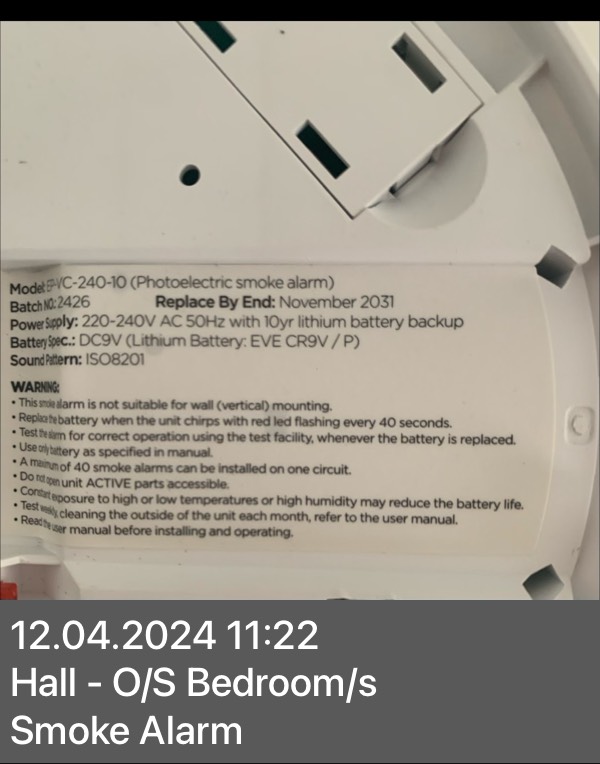 Model: EP-VC-240-10 (Photoelectric smoke alarm)
Batch NO: 2426 Replace By End: November 2031
Power Supply: 220-240V AC 50Hz with 10yr lithium battery backup
Battery Spec.: DC9V (Lithium Battery: EVE CR9V / P)
Sound Pattern: ISO8201
WARNING:
• This smoke alarm is not suitable for wall (vertical) mounting.
• Replace the battery when the unit chirps with red led flashing every 40 seconds.
• Test the alarm for correct operation using the test facility, whenever the battery is replaced.
• Use only battery as specified in manual.
• A maximum of 40 smoke alarms can be installed on one circuit.
• Do not open unit ACTIVE parts accessible.
• Constant exposure to high or low temperatures or high humidity may reduce the battery life.
• Test weekly, cleaning the outside of the unit each month, refer to the user manual.
• Read the user manual before installing and operating.
12.04.2024 11:22
Hall - O/S Bedroom/s
Smoke Alarm